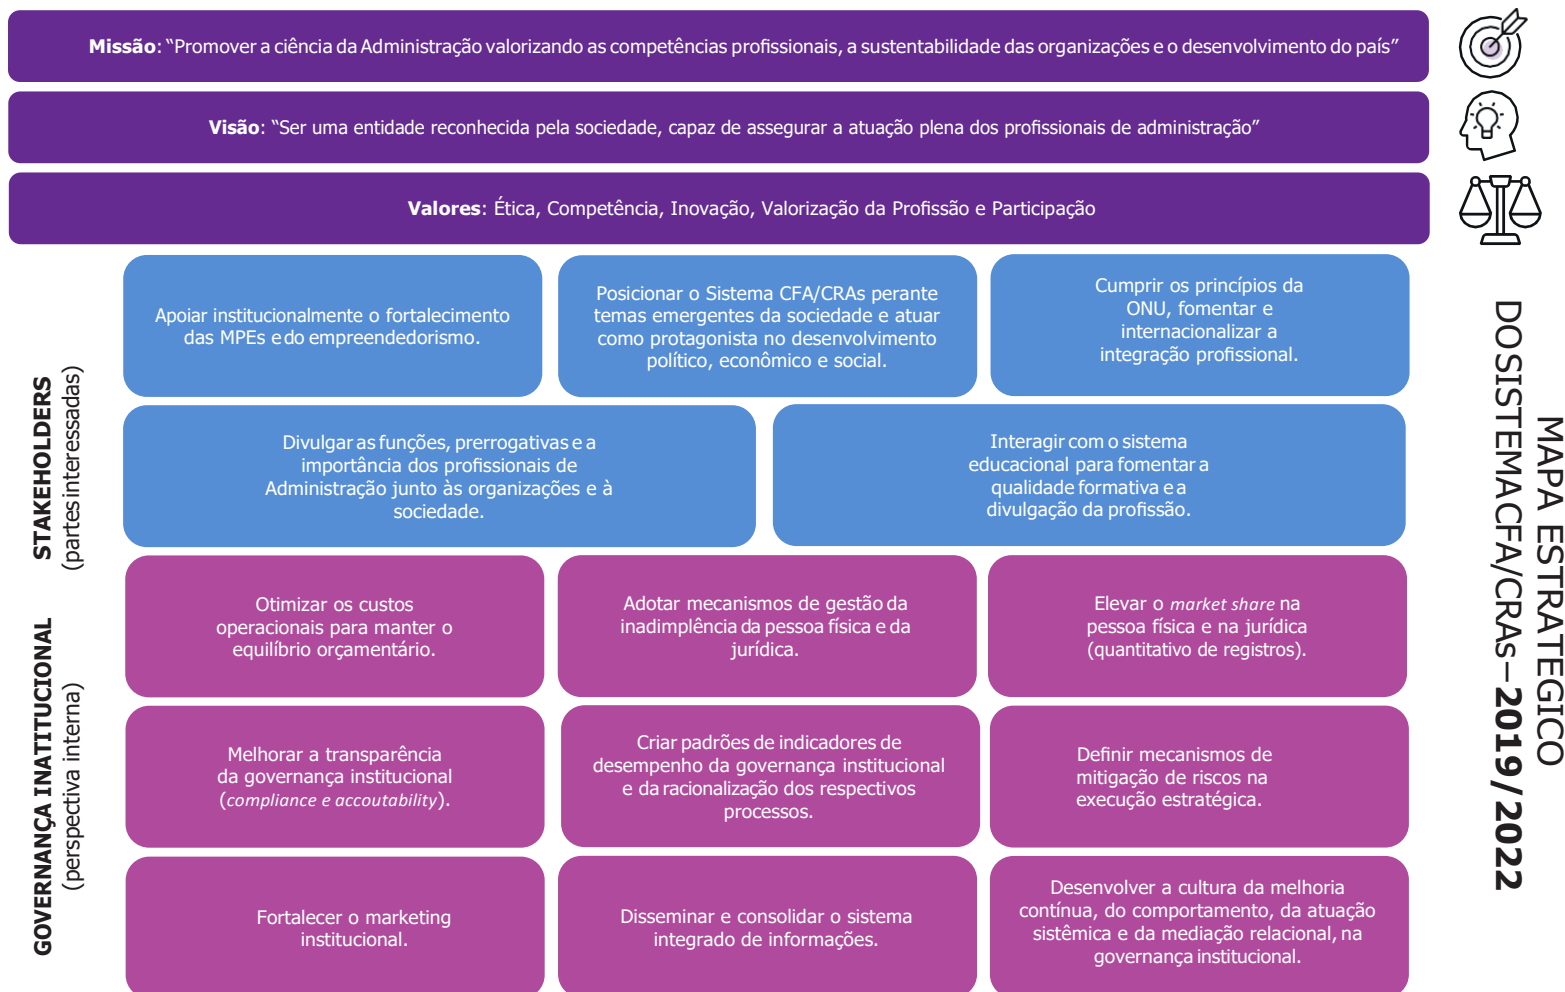 Missão: “Promover a ciência da Administração valorizando as competências profissionais, a sustentabilidade das organizações e o desenvolvimento do país”
Visão: “Ser uma entidade reconhecida pela sociedade, capaz de assegurar a atuação plena dos profissionais de administração”
Valores: Ética, Competência, Inovação, Valorização da Profissão e Participação
STAKEHOLDERS
(partes interessadas)
Apoiar institucionalmente o fortalecimento
das MPEs e do empreendedorismo.
Posicionar o Sistema CFA/CRAs perante
temas emergentes da sociedade e atuar
como protagonista no desenvolvimento
político, econômico e social.
Cumprir os princípios da
ONU, fomentar e
internacionalizar a
integração profissional.
Divulgar as funções, prerrogativas e a
importância dos profissionais de
Administração junto às organizações e à
sociedade.
Interagir com o sistema
educacional para fomentar a
qualidade formativa e a
divulgação da profissão.
GOVERNANÇA INATITUCIONAL
(perspectiva interna)
Otimizar os custos
operacionais para manter o
equilíbrio orçamentário.
Adotar mecanismos de gestão da
inadimplência da pessoa física e da
jurídica.
Elevar o market share na
pessoa física e na jurídica
(quantitativo de registros).
Melhorar a transparência
da governança institucional
(compliance e accoutability).
Criar padrões de indicadores de
desempenho da governança institucional
e da racionalização dos respectivos
processos.
Definir mecanismos de
mitigação de riscos na
execução estratégica.
Fortalecer o marketing
institucional.
Disseminar e consolidar o sistema
integrado de informações.
Desenvolver a cultura da melhoria
contínua, do comportamento, da atuação
sistêmica e da mediação relacional, na
governança institucional.
MAPA ESTRATEGICO
DOSISTEMACFA/CRAs–2019/2022